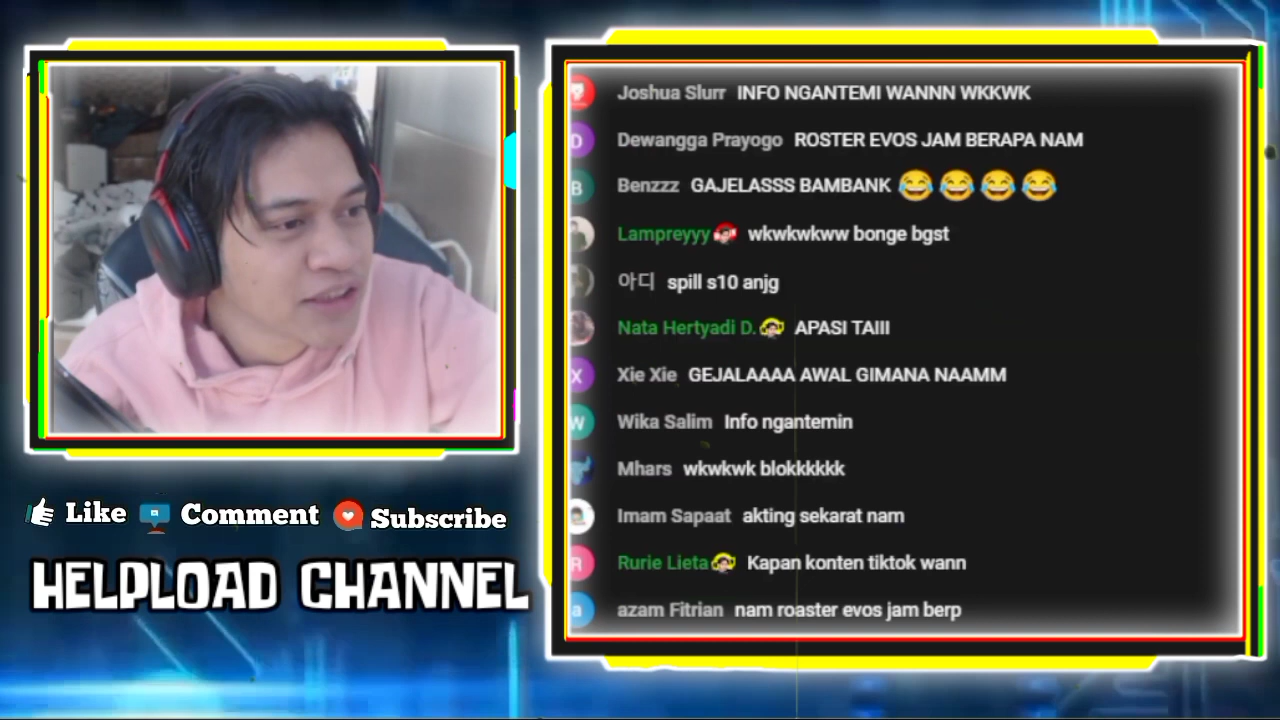 Joshua Slurr INFO NGANTEMI WANNN WKKWK
Dewangga Prayogo ROSTER EVOS JAM BERAPA NAM
Benzzz GAJELASSS BAMBANK 😂😂😂😂
Lampreyyy wkwkwkww bonge bgst
아디 spill s10 anjg
Nata Hertyadi D. APASI TAIII
Xie Xie GEJALAAAA AWAL GIMANA NAAMM
Wika Salim Info ngantemin
Mhars wkwkwk blokkkkkk
Imam Sapaat akting sekarat nam
Rurie Lieta Kapan konten tiktok wann
azam Fitrian nam roaster evos jam berp
Like Comment Subscribe
HELPLOAD CHANNEL